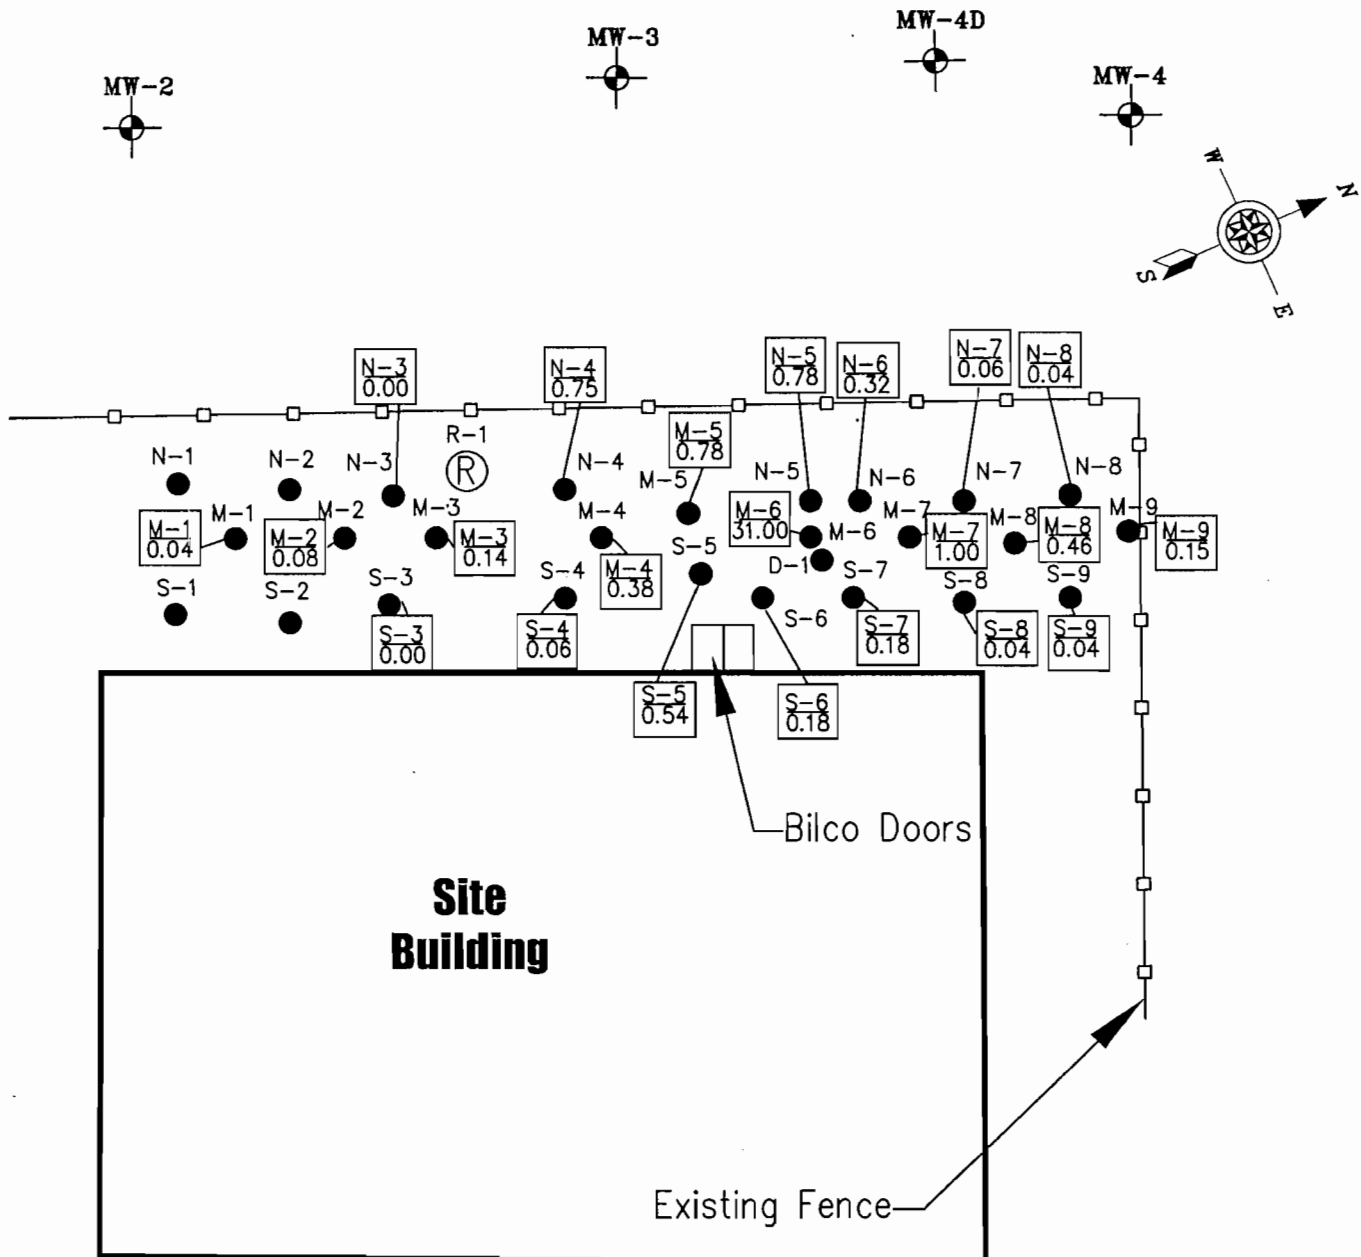 MW-4D
MW-3
MW-4
MW-2
W
N
S
E
N-3
0.00
N-4
0.75
N-5
0.78
N-6
0.32
N-7
0.06
N-8
0.04
R-1
R
M-5
0.78
N-1
N-2
N-3
N-4
M-5
N-5
N-6
N-7
N-8
M-1
0.04
M-1
M-2
0.08
M-2
M-3
M-3
0.14
M-4
M-4
0.38
S-5
M-6
31.00
M-6
D-1
M-7
M-7
1.00
M-8
M-8
0.46
M-9
M-9
0.15
S-1
S-2
S-3
S-3
0.00
S-4
S-4
0.06
S-6
S-7
S-7
0.18
S-8
S-8
0.04
S-9
S-9
0.04
S-5
0.54
S-6
0.18
Bilco Doors
Site
Building
Existing Fence